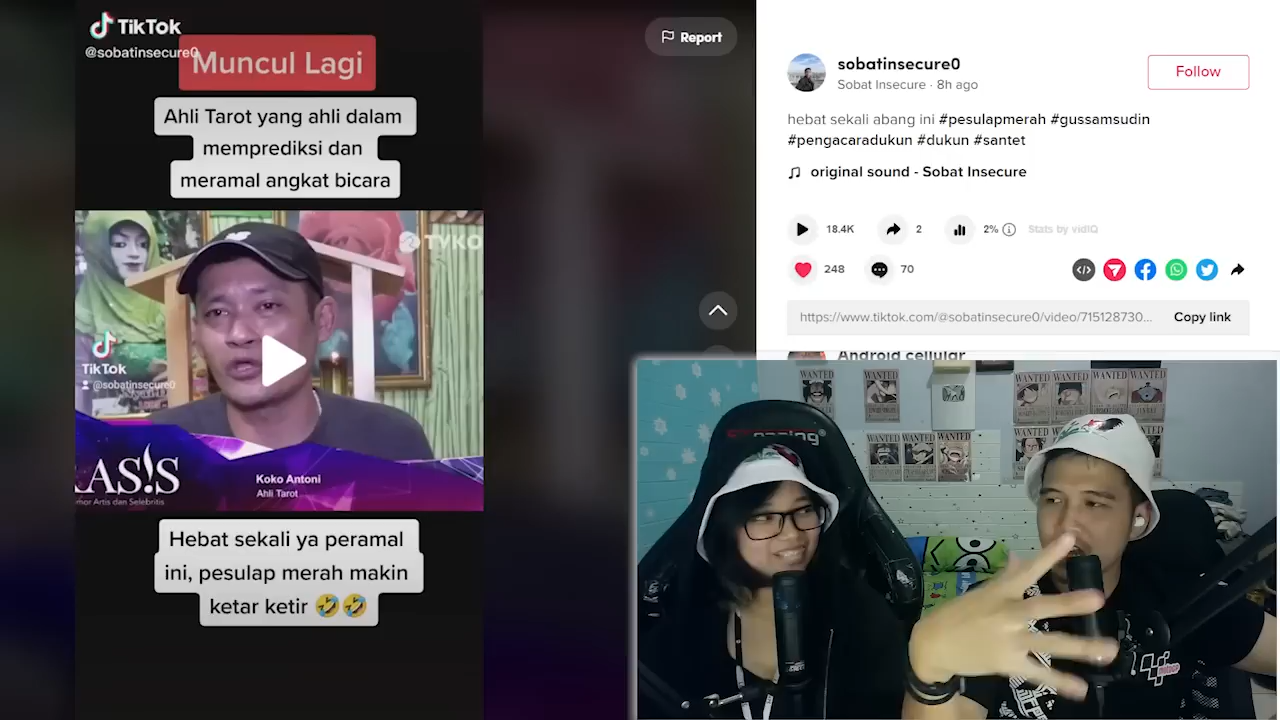 TikTok
@sobatinsecure0
Muncul Lagi
Ahli Tarot yang ahli dalam
memprediksi dan
meramal angkat bicara
TikTok
@sobatinsecure0
Koko Antoni
Ahli Tarot
Hebat sekali ya peramal
ini, pesulap merah makin
ketar ketir 🤣🤣
Report
sobatinsecure0
Sobat Insecure · 8h ago
Follow
hebat sekali abang ini #pesulapmerah #gussamsudin
#pengacaradukun #dukun #santet
original sound - Sobat Insecure
18.4K
2
2%
Stats by vidIQ
248
70
https://www.tiktok.com/@sobatinsecure0/video/715128730...
Copy link
Android cellular
WANTED
WANTED
WANTED
WANTED
WANTED
WANTED
WANTED
WANTED
WANTED